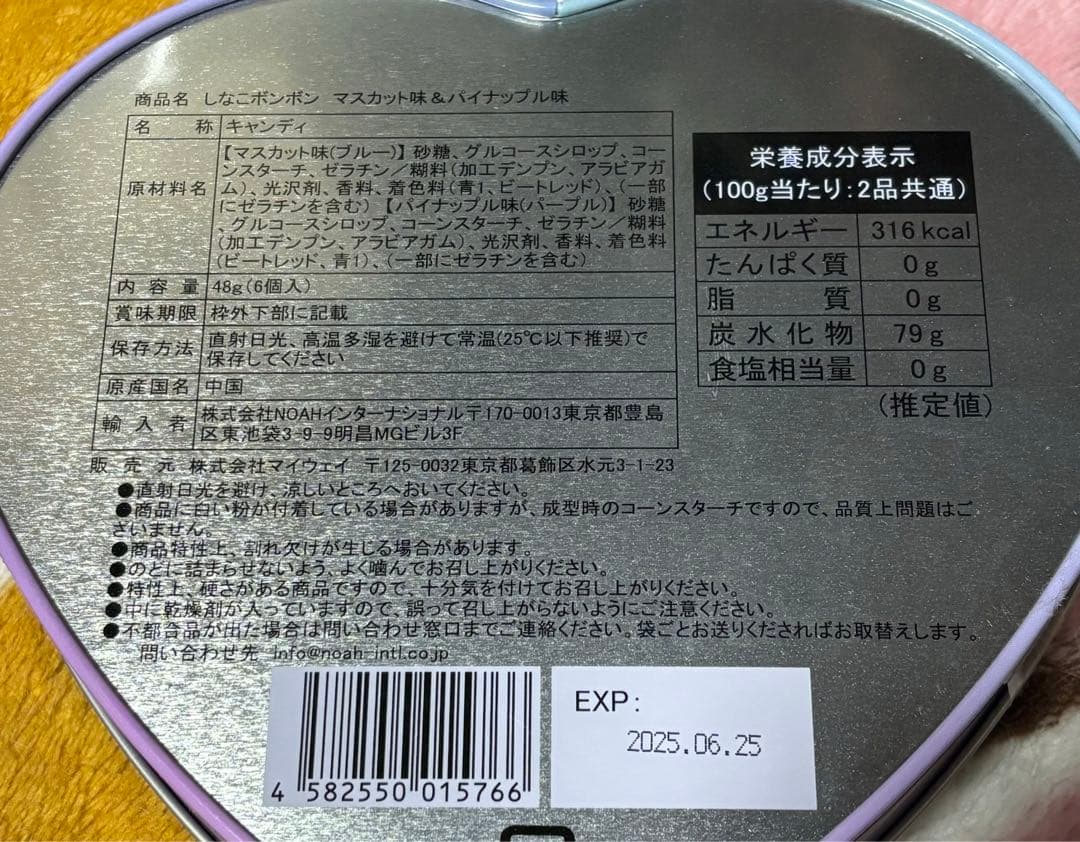 商品名 しなこボンボン マスカット味&パイナップル味
名称 キャンディ
原材料名 【マスカット味(ブルー)】砂糖、グルコースシロップ、コー
ンスターチ、ゼラチン/糊料(加工デンプン、アラビアガ
ム)、光沢剤、香料、着色料(青1、ビートレッド)、(一部
にゼラチンを含む)【パイナップル味(パープル)】砂糖
、グルコースシロップ、コーンスターチ、ゼラチン/糊料
(加工デンプン、アラビアガム)、光沢剤、香料、着色料
(ビートレッド、青1)、(一部にゼラチンを含む)
内容量 48g(6個入)
賞味期限 枠外下部に記載
保存方法 直射日光、高温多湿を避けて常温(25℃以下推奨)で
保存してください
原産国名 中国
輸入者 株式会社NOAHインターナショナル〒170-0013東京都豊島
区東池袋3-9-9明昌MGビル3F
販売元 株式会社マイウェイ 〒125-0032東京都葛飾区水元3-1-23
栄養成分表示
(100g当たり:2品共通)
エネルギー 316kcal
たんぱく質 0g
脂質 0g
炭水化物 79g
食塩相当量 0g
(推定値)
●直射日光を避け、涼しいところへおいてください。
●商品に白い粉が付着している場合がありますが、成型時のコーンスターチですので、品質上問題はご
ざいません。
●商品特性上、割れ欠けが生じる場合があります。
●のどに詰まらせないよう、よく噛んでお召し上がりください。
●特性上、硬さがある商品ですので、十分気を付けてお召し上がりください。
●中に乾燥剤が入っていますので、誤って召し上がらないようにご注意ください。
●不都合品が出た場合は問い合わせ窓口までご連絡ください。袋ごとお送りくださればお取替えします。
問い合わせ先 info@noah-intl.co.jp
4 582550 015766
EXP:
2025.06.25